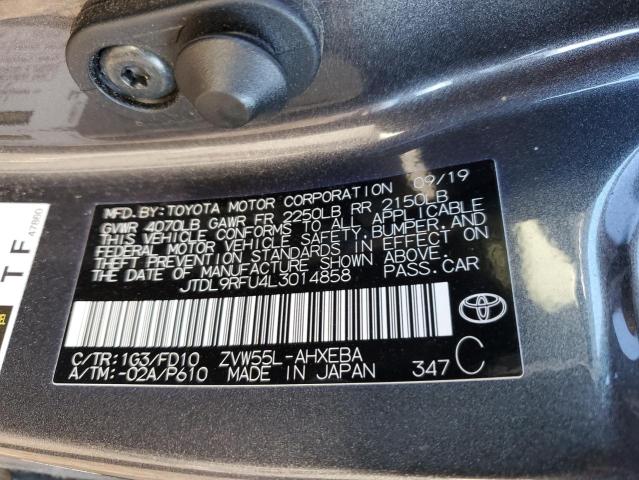 MFD.BY:TOYOTA MOTOR CORPORATION 09/19
GVWR 4070LB GAWR FR 2250LB RR 2150LB
THIS VEHICLE CONFORMS TO ALL APPLICABLE
FEDERAL MOTOR VEHICLE SAFETY, BUMPER, AND
THEFT PREVENTION STANDARDS IN EFFECT ON
THE DATE OF MANUFACTURE SHOWN ABOVE.
JTDL9RFU4L3014858 PASS.CAR
C/TR:1G3/FD10 ZVW55L-AHXEBA
A/TM:-02A/P610 MADE IN JAPAN 347 C
TF
47860